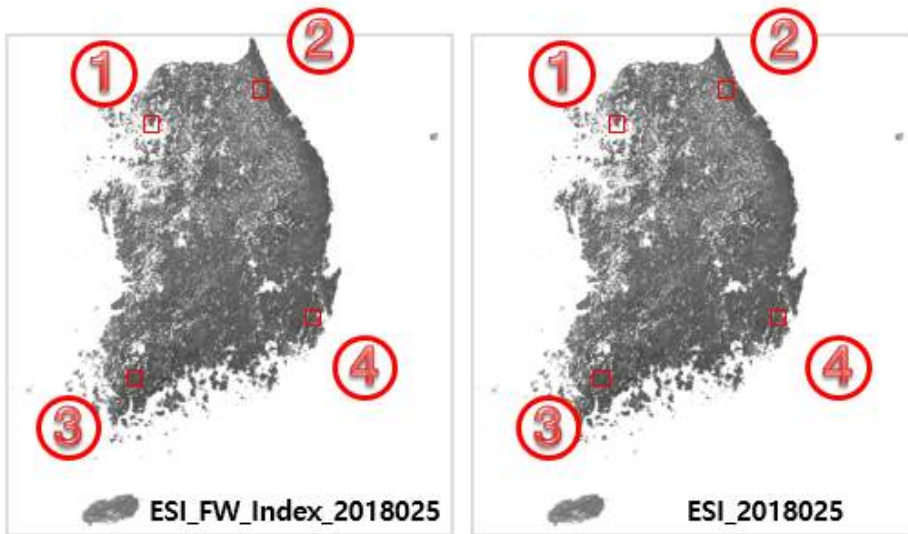 ① ②
③ ④
ESI_FW_Index_2018025
① ②
③ ④
ESI_2018025